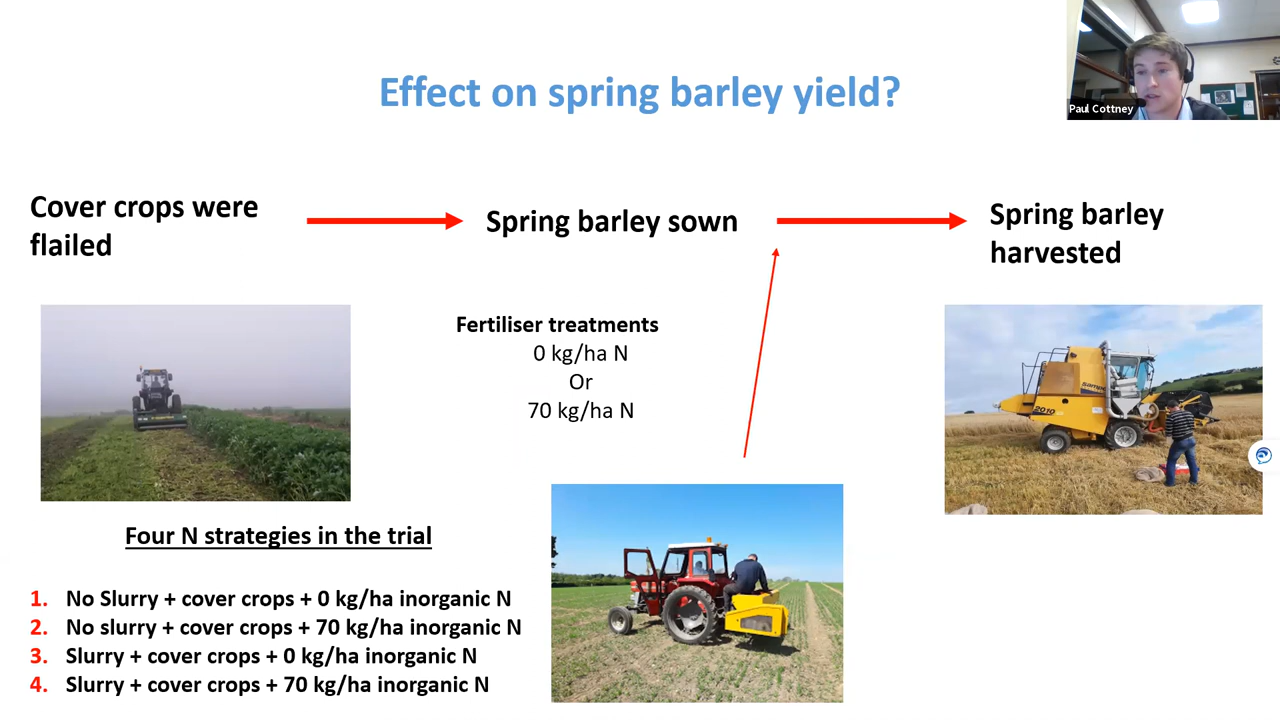 Effect on spring barley yield?
Paul Cottney
Cover crops were
flailed
Spring barley sown
Spring barley
harvested
Fertiliser treatments
0 kg/ha N
Or
70 kg/ha N
2010
Four N strategies in the trial
1. No Slurry + cover crops + 0 kg/ha inorganic N
2. No slurry + cover crops + 70 kg/ha inorganic N
3. Slurry + cover crops + 0 kg/ha inorganic N
4. Slurry + cover crops + 70 kg/ha inorganic N